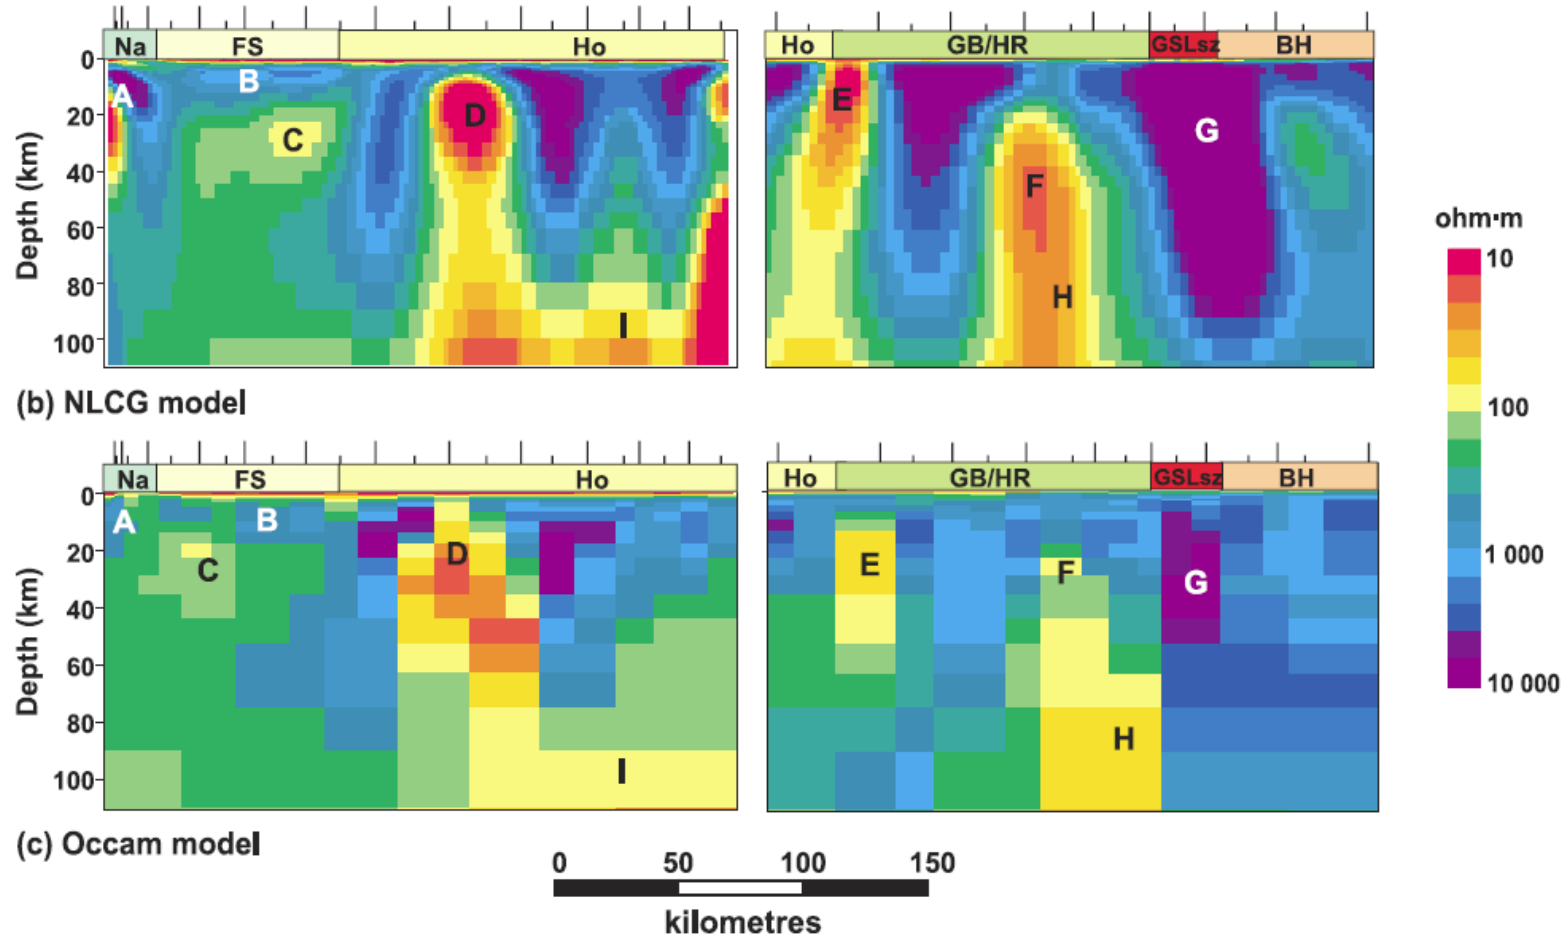 Na FS Ho
Ho GB/HR GSLsz BH
Depth (km)
0
20
40
60
80
100
A B C D I
E F G H
ohm·m
10
100
1 000
10 000
(b) NLCG model
Na FS Ho
Ho GB/HR GSLsz BH
Depth (km)
0
20
40
60
80
100
A B C D I
E F G H
(c) Occam model
0 50 100 150
kilometres